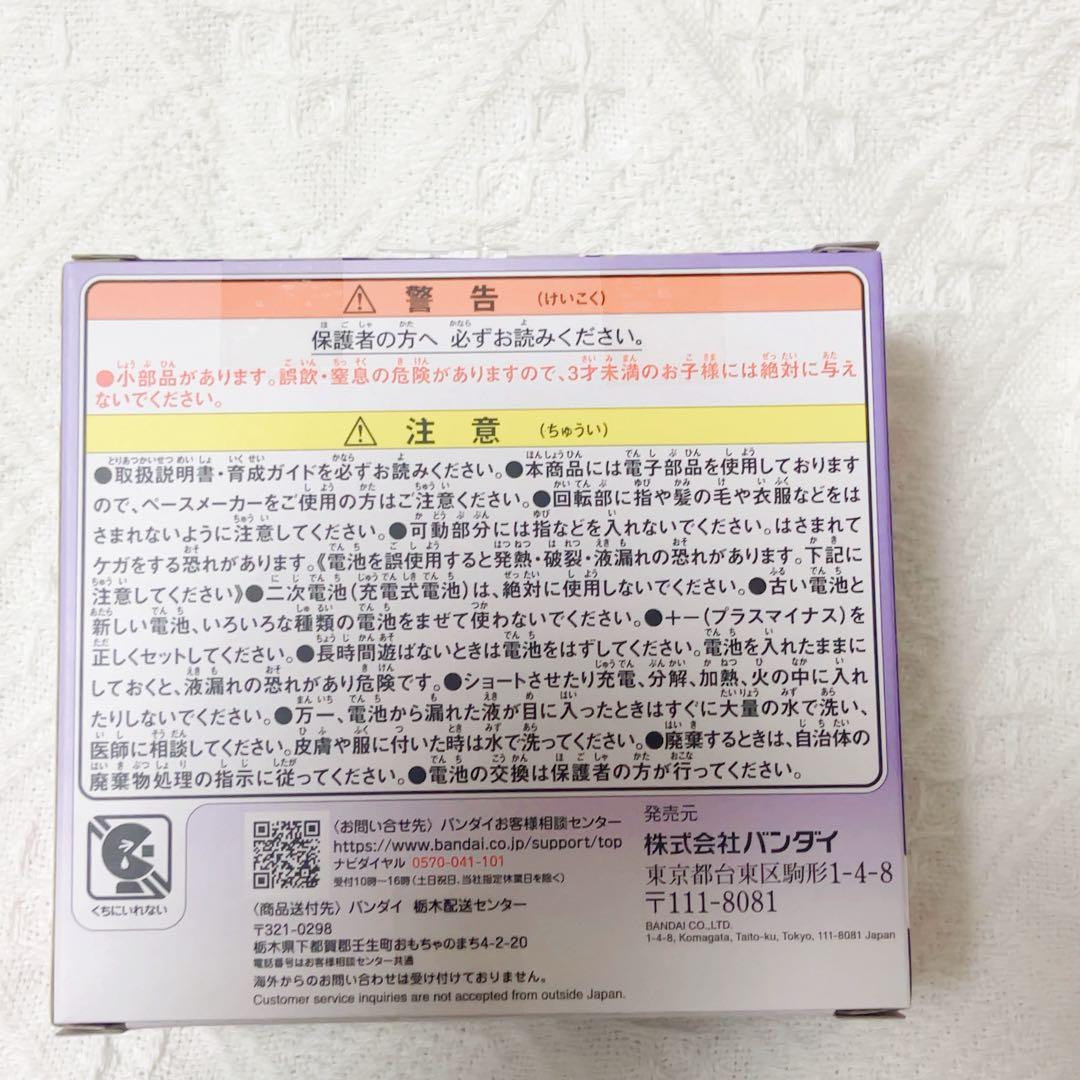 ⚠ 警告 (けいこく)
保護者の方へ 必ずお読みください。
●小部品があります。誤飲・窒息の危険がありますので、3才未満のお子様には絶対に与え
ないでください。
⚠ 注意 (ちゅうい)
●取扱説明書・育成ガイドを必ずお読みください。●本商品には電子部品を使用しております
ので、ペースメーカーをご使用の方はご注意ください。●回転部に指や髪の毛や衣服などをは
さまれないように注意してください。●可動部分には指などを入れないでください。はさまれて
ケガをする恐れがあります。《電池を誤使用すると発熱・破裂・液漏れの恐れがあります。下記に
注意してください》●二次電池(充電式電池)は、絶対に使用しないでください。●古い電池と
新しい電池、いろいろな種類の電池をまぜて使わないでください。●+−(プラスマイナス)を
正しくセットしてください。●長時間遊ばないときは電池をはずしてください。電池を入れたままに
しておくと、液漏れの恐れがあり危険です。●ショートさせたり充電、分解、加熱、火の中に入れ
たりしないでください。●万一、電池から漏れた液が目に入ったときはすぐに大量の水で洗い、
医師に相談してください。皮膚や服に付いた時は水で洗ってください。●廃棄するときは、自治体の
廃棄物処理の指示に従ってください。●電池の交換は保護者の方が行ってください。
くちにいれない
〈お問い合せ先〉バンダイお客様相談センター
https://www.bandai.co.jp/support/top
ナビダイヤル 0570-041-101
受付10時〜16時(土日祝日、当社指定休業日を除く)
〈商品送付先〉バンダイ 栃木配送センター
〒321-0298
栃木県下都賀郡壬生町おもちゃのまち4-2-20
電話番号はお客様相談センター共通
海外からのお問い合わせは受け付けておりません。
Customer service inquiries are not accepted from outside Japan.
発売元
株式会社バンダイ
東京都台東区駒形1-4-8
〒111-8081
BANDAI CO.,LTD.
1-4-8, Komagata, Taito-ku, Tokyo, 111-8081 Japan